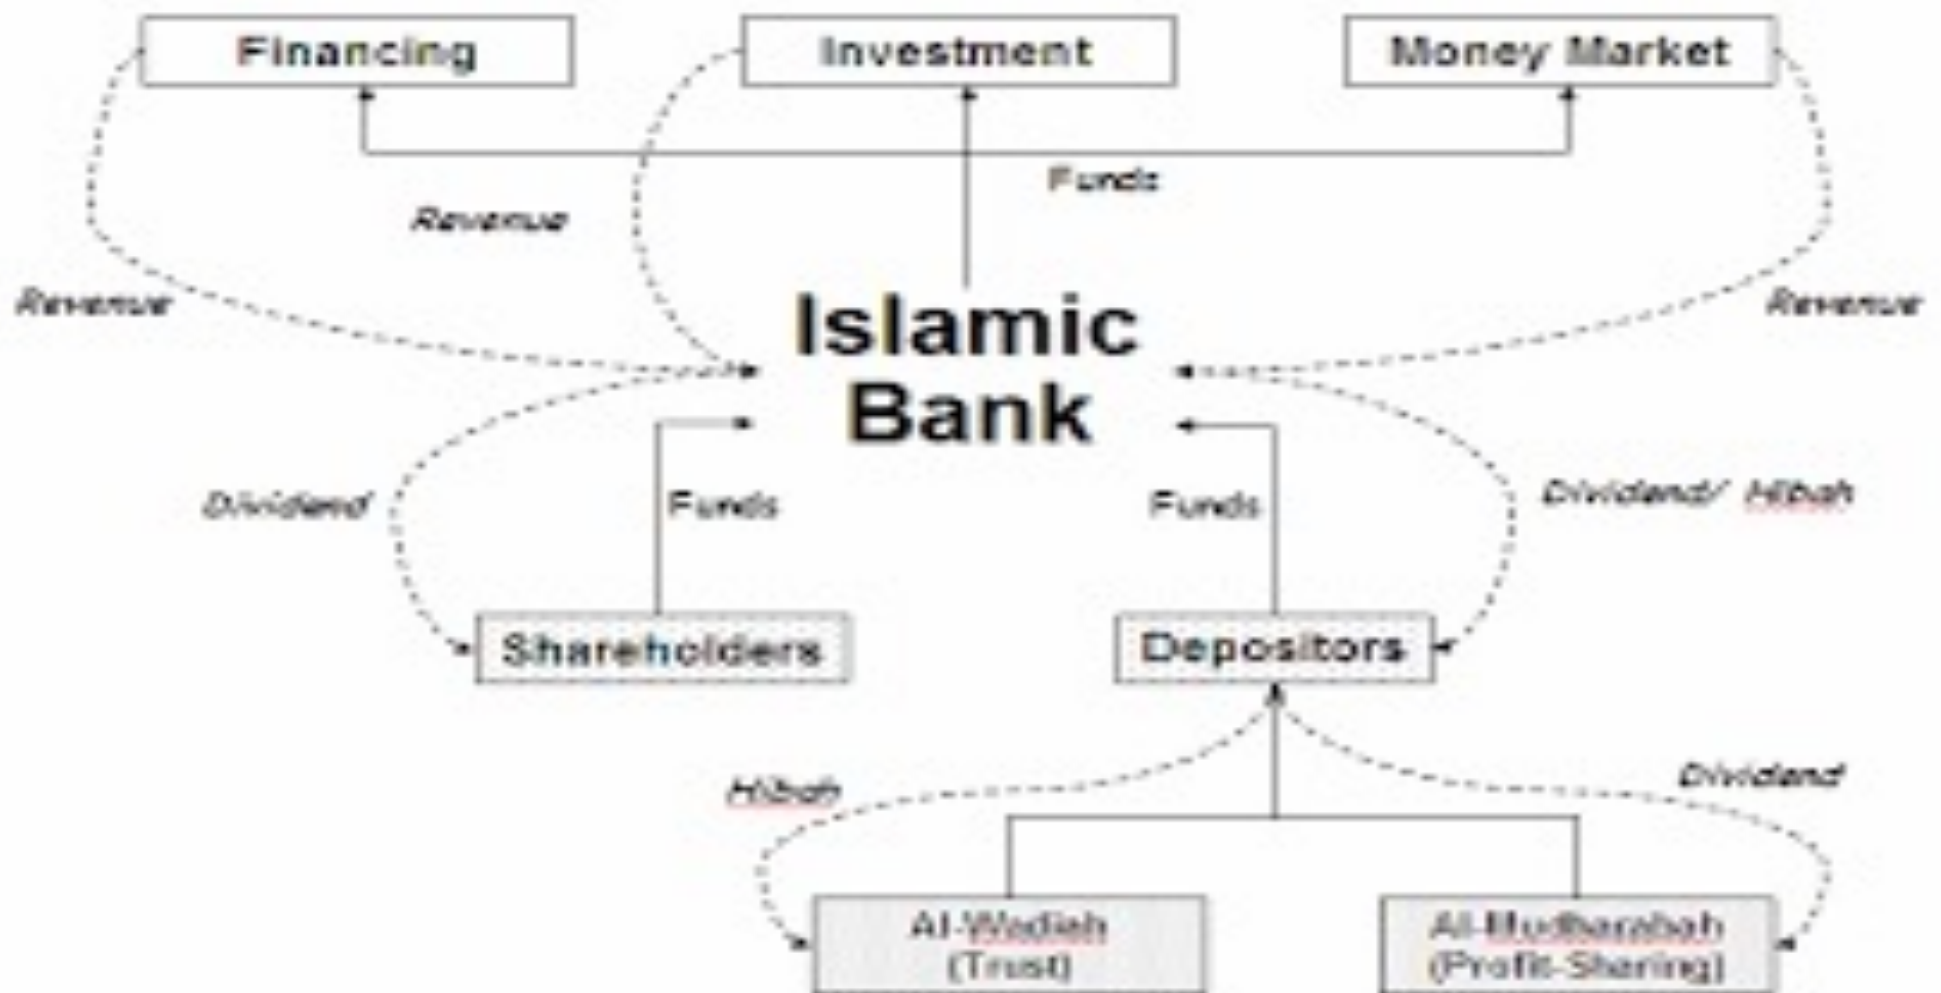 Financing
Investment
Money Market
Funds
Revenue
Revenue
Revenue
Islamic
Bank
Dividend
Funds
Funds
Dividend/ Hibah
Shareholders
Depositors
Hibah
Dividend
Al-Wadiah
(Trust)
Al-Mudharabah
(Profit-Sharing)